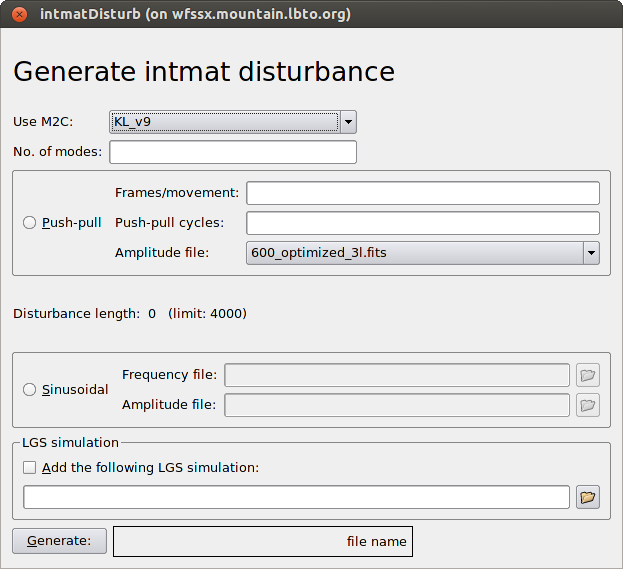 intmatDisturb (on wfssx.mountain.lbto.org)
Generate intmat disturbance
Use M2C: KL_v9
No. of modes:
Frames/movement:
Push-pull Push-pull cycles:
Amplitude file: 600_optimized_3l.fits
Disturbance length: 0 (limit: 4000)
Frequency file:
Sinusoidal
Amplitude file:
LGS simulation
Add the following LGS simulation:
Generate: file name